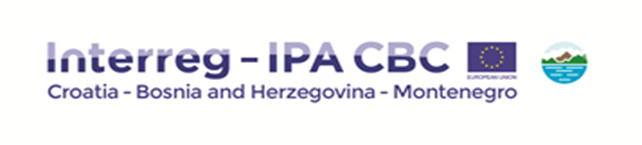 Interreg - IPA CBC
EUROPEAN UNION
Croatia - Bosnia and Herzegovina - Montenegro